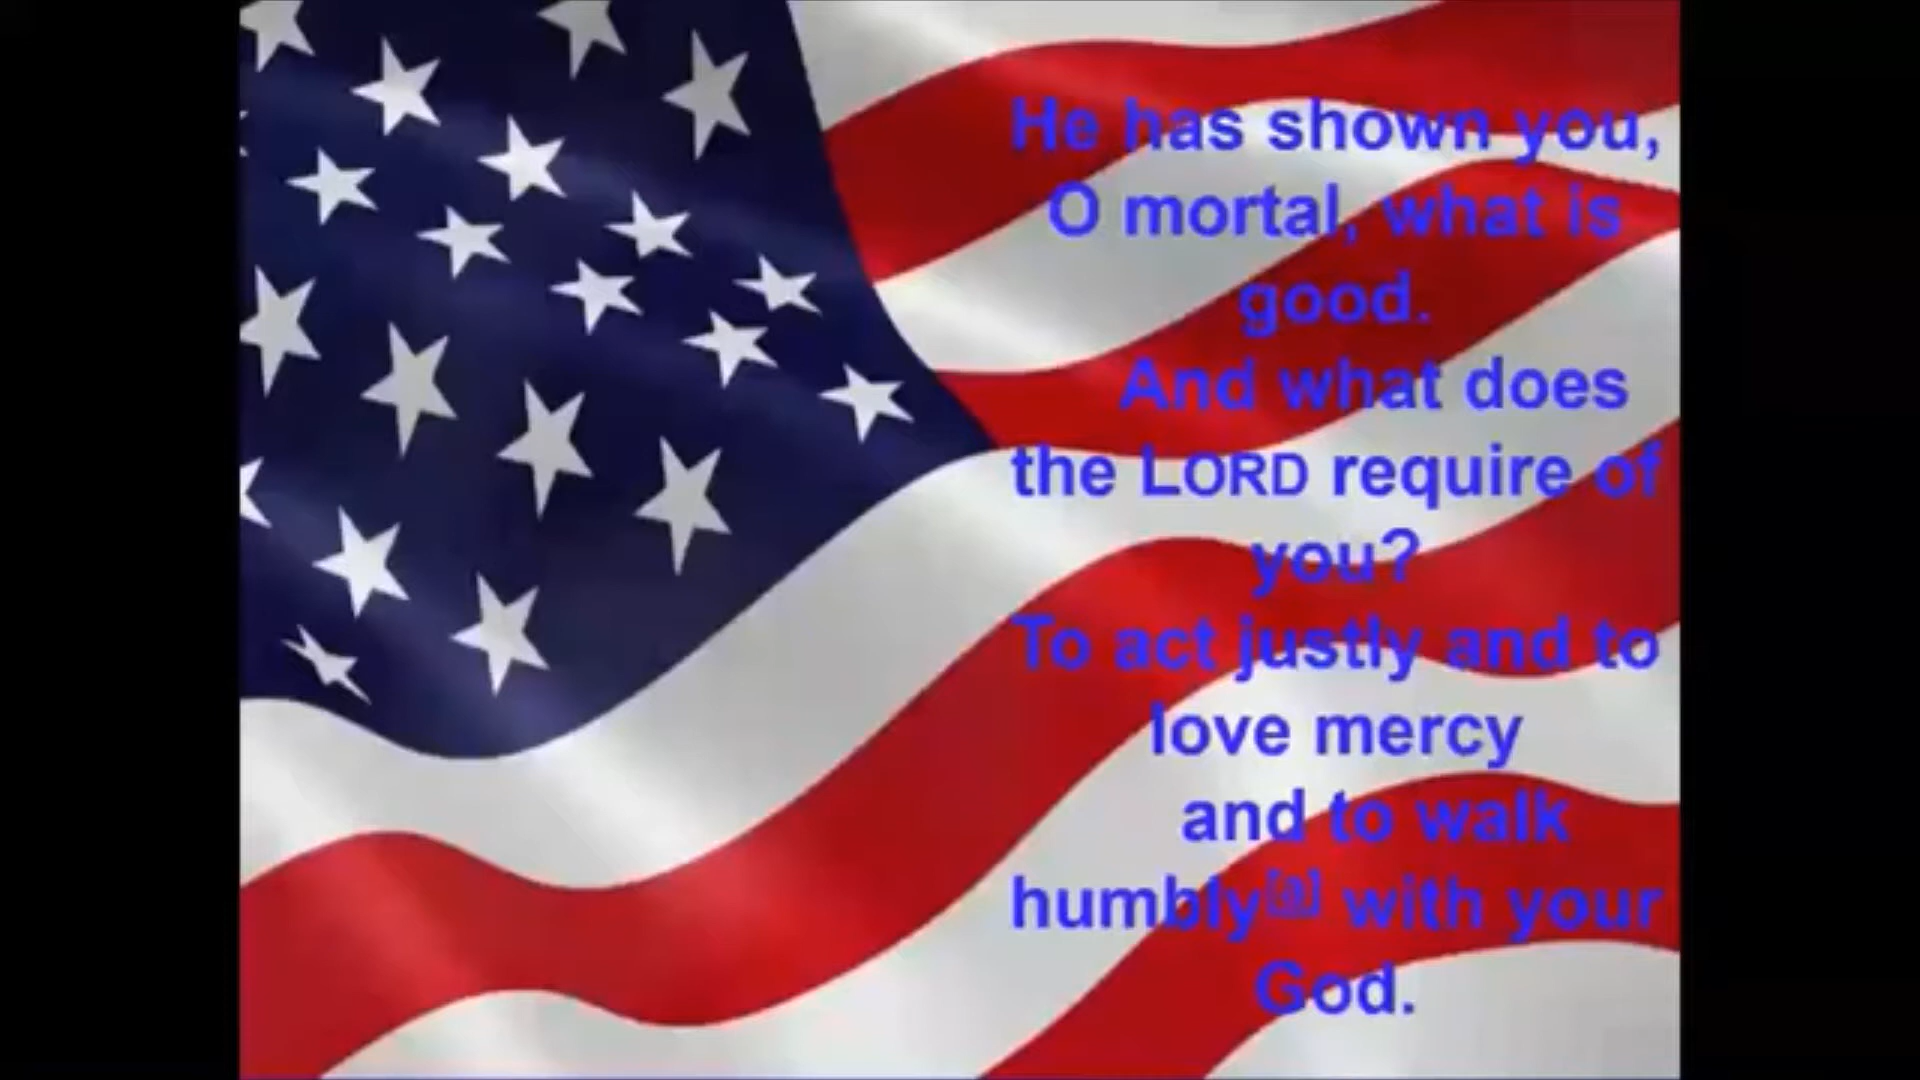 He has shown you,
O mortal, what is
good.
And what does
the LORD require of
you?
To act justly and to
love mercy
and to walk
humbly[a] with your
God.